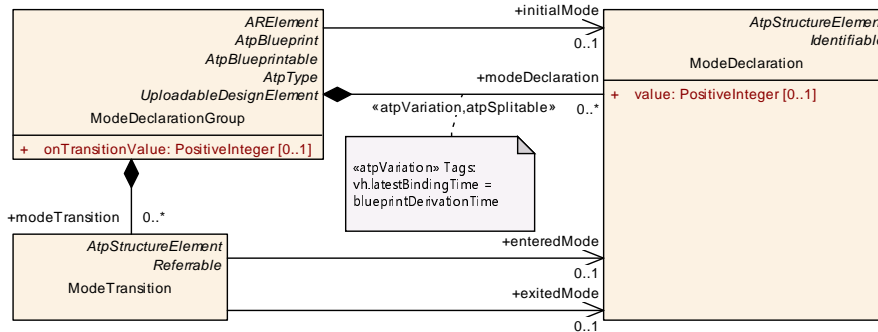 ARElement
AtpBlueprint
AtpBlueprintable
AtpType
UploadableDesignElement
ModeDeclarationGroup
+ onTransitionValue: PositiveInteger [0..1]
+initialMode
0..1
AtpStructureElement
Identifiable
ModeDeclaration
+ value: PositiveInteger [0..1]
+modeDeclaration
«atpVariation,atpSplitable»
0..*
«atpVariation» Tags:
vh.latestBindingTime =
blueprintDerivationTime
+modeTransition
0..*
AtpStructureElement
Referrable
ModeTransition
+enteredMode
0..1
+exitedMode
0..1